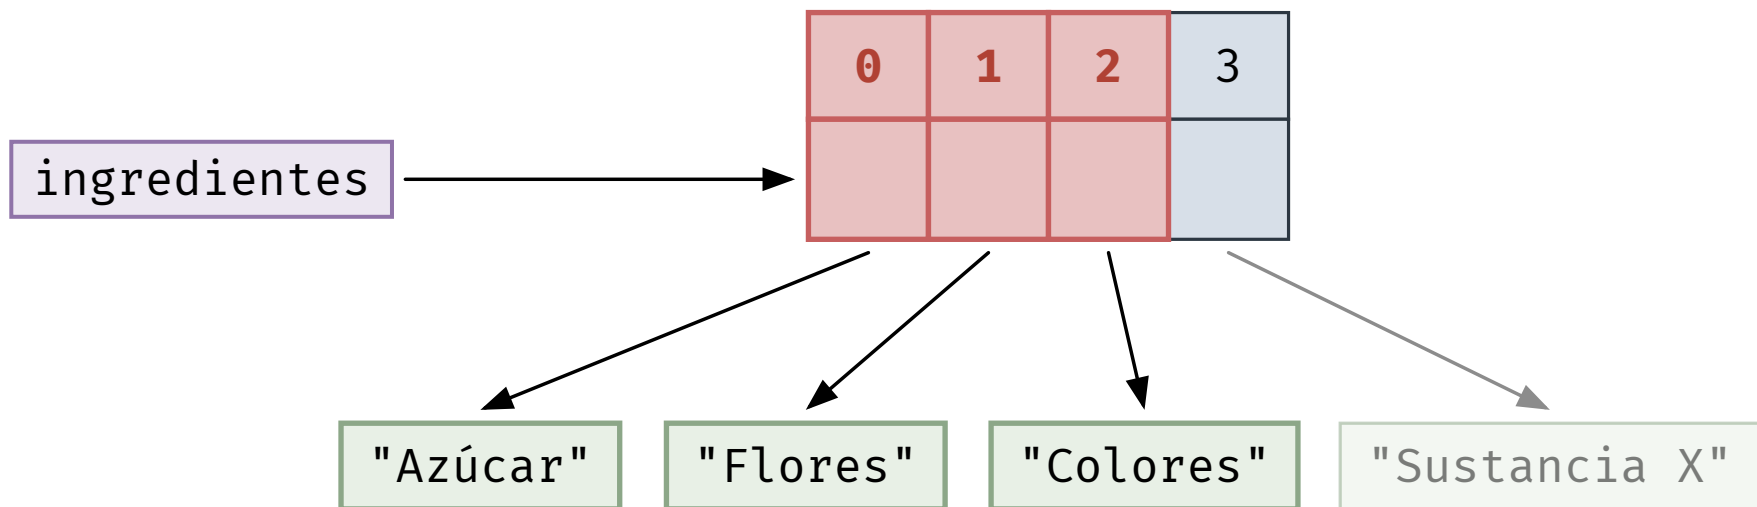 0 1 2 3
ingredientes
"Azúcar" "Flores" "Colores" "Sustancia X"